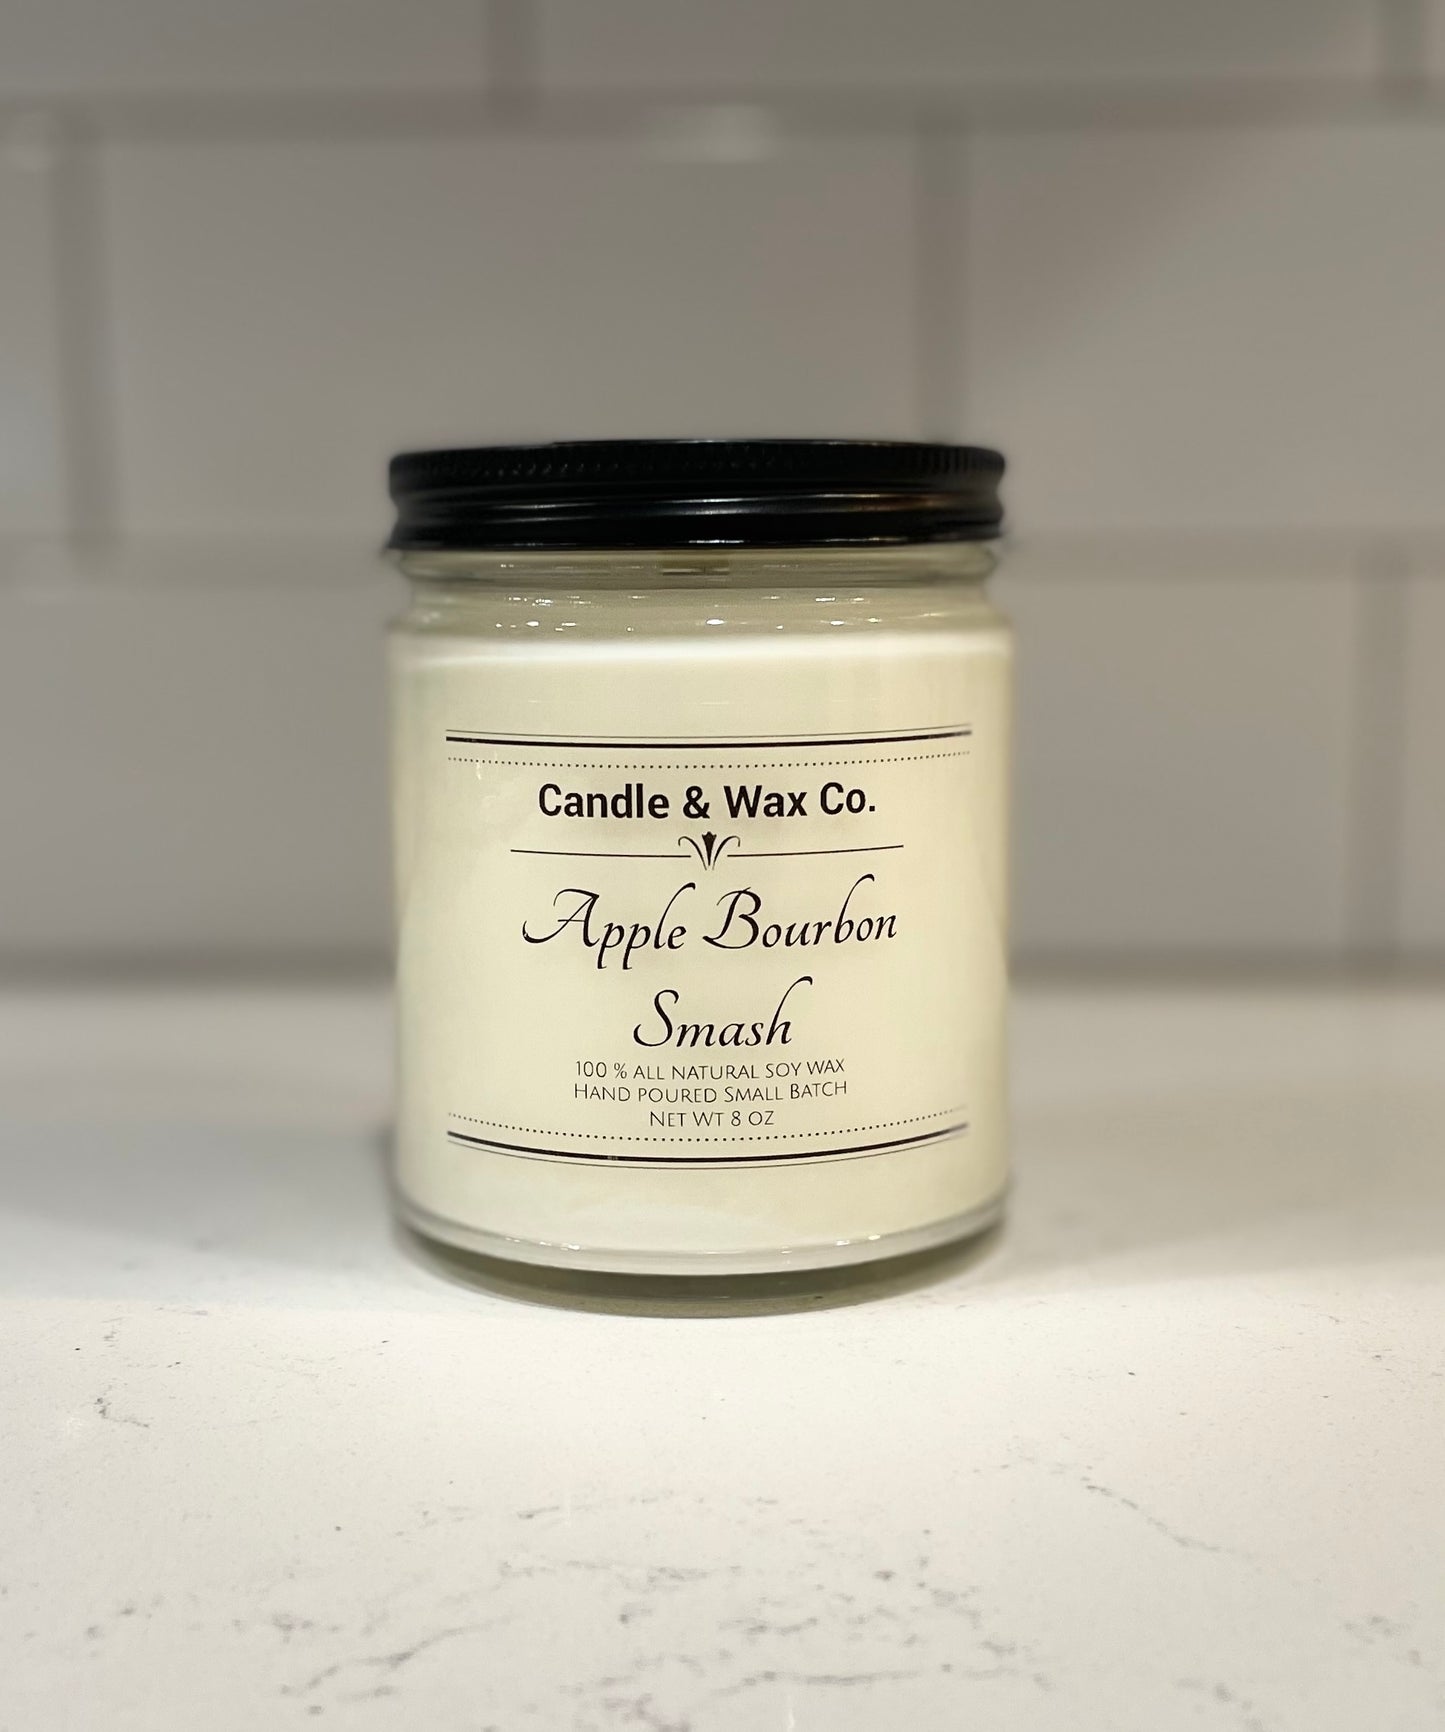 Candle & Wax Co.
Apple Bourbon
Smash
100 % ALL NATURAL SOY WAX
HAND POURED SMALL BATCH
NET WT 8 OZ